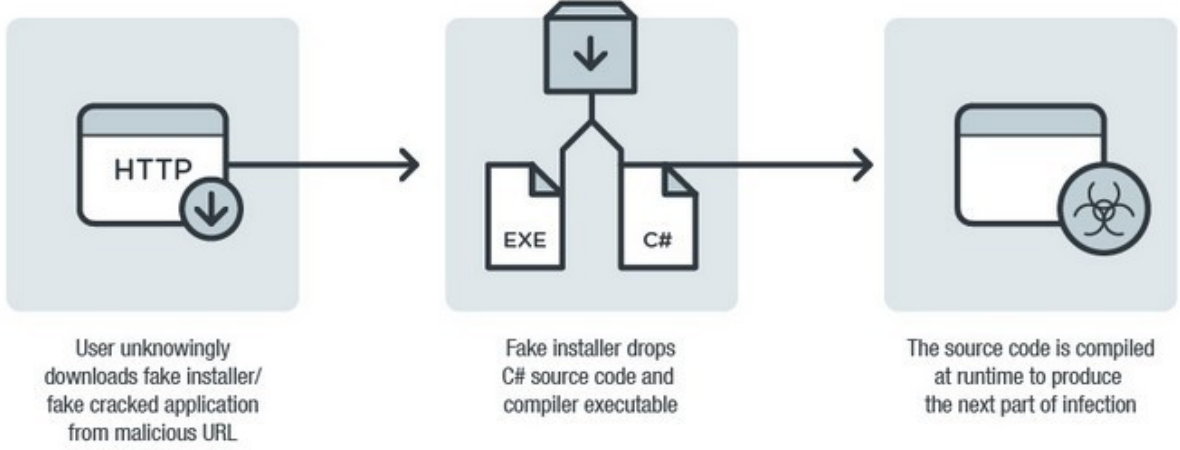 HTTP
EXE
C#
User unknowingly
downloads fake installer/
fake cracked application
from malicious URL
Fake installer drops
C# source code and
compiler executable
The source code is compiled
at runtime to produce
the next part of infection